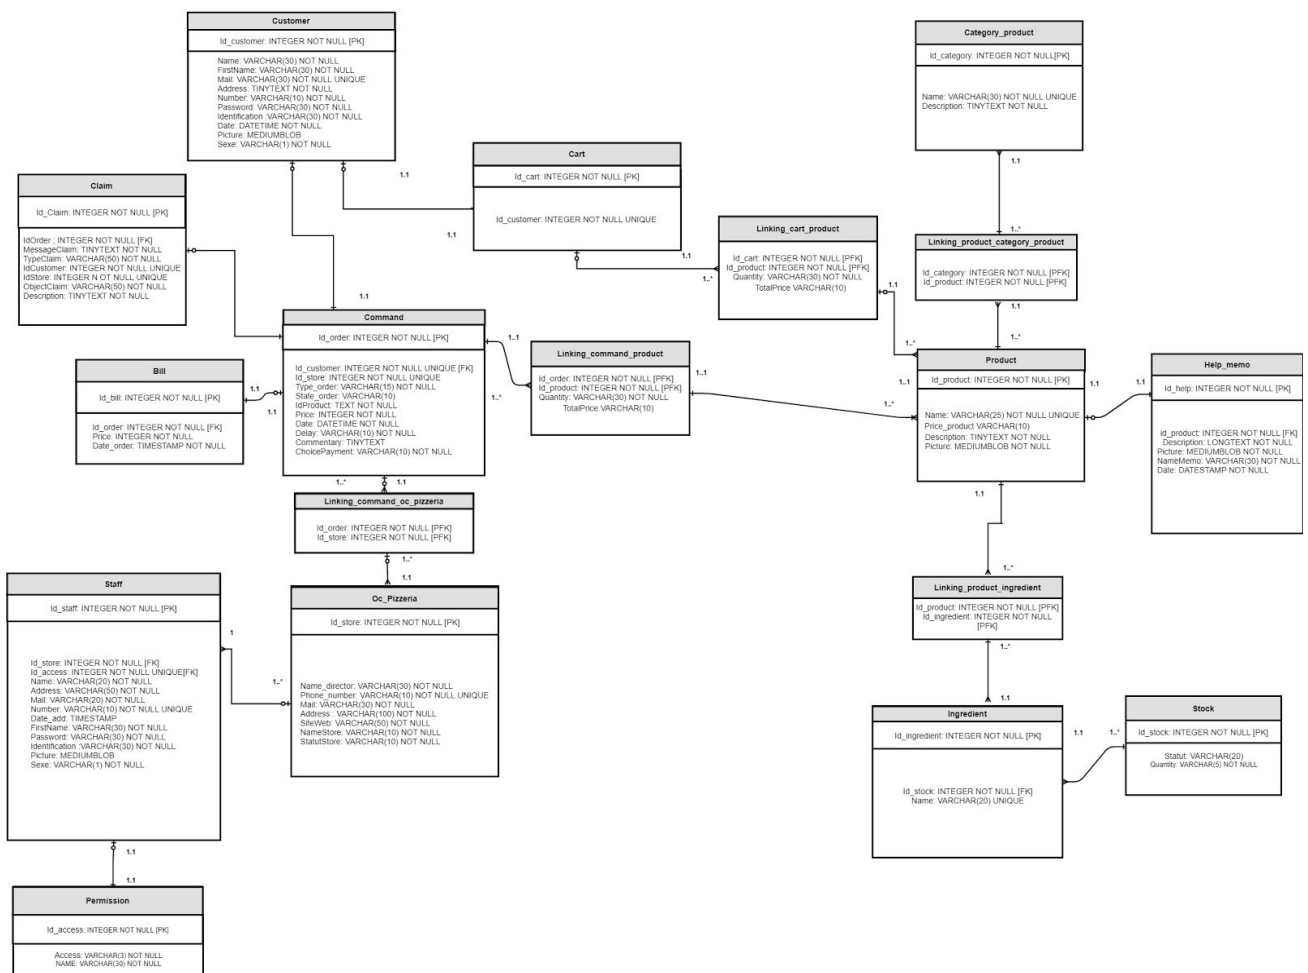 Customer
Id_customer: INTEGER NOT NULL [PK]
Name: VARCHAR(30) NOT NULL
FirstName: VARCHAR(30) NOT NULL
Mail: VARCHAR(30) NOT NULL UNIQUE
Address: TINYTEXT NOT NULL
Number: VARCHAR(10) NOT NULL
Password: VARCHAR(30) NOT NULL
Identification :VARCHAR(30) NOT NULL
Date: DATETIME NOT NULL
Picture: MEDIUMBLOB
Sexe: VARCHAR(1) NOT NULL
1.1
1.1
Category_product
Id_category: INTEGER NOT NULL[PK]
Name: VARCHAR(30) NOT NULL UNIQUE
Description: TINYTEXT NOT NULL
1.1
1..*
Cart
Id_cart: INTEGER NOT NULL [PK]
Id_customer: INTEGER NOT NULL UNIQUE
1.1
1.1
1..*
Claim
Id_Claim: INTEGER NOT NULL [PK]
IdOrder ; INTEGER NOT NULL [FK]
MessageClaim: TINYTEXT NOT NULL
TypeClaim: VARCHAR(50) NOT NULL
IdCustomer: INTEGER NOT NULL UNIQUE
IdStore: INTEGER N OT NULL UNIQUE
ObjectClaim: VARCHAR(50) NOT NULL
Description: TINYTEXT NOT NULL
Linking_cart_product
Id_cart: INTEGER NOT NULL [PFK]
Id_product: INTEGER NOT NULL [PFK]
Quantity: VARCHAR(30) NOT NULL
TotalPrice VARCHAR(10)
1.1
1..*
Linking_product_category_product
Id_category: INTEGER NOT NULL [PFK]
Id_product: INTEGER NOT NULL [PFK]
1.1
1..*
Command
Id_order: INTEGER NOT NULL [PK]
Id_customer: INTEGER NOT NULL UNIQUE [FK]
Id_store: INTEGER NOT NULL UNIQUE
Type_order: VARCHAR(15) NOT NULL
State_order: VARCHAR(10)
IdProduct: TEXT NOT NULL
Price: INTEGER NOT NULL
Date: DATETIME NOT NULL
Delay: VARCHAR(10) NOT NULL
Commentary: TINYTEXT
ChoicePayment: VARCHAR(10) NOT NULL
1..1
1..*
Linking_command_product
Id_order: INTEGER NOT NULL [PFK]
Id_product: INTEGER NOT NULL [PFK]
Quantity: VARCHAR(30) NOT NULL
TotalPrice VARCHAR(10)
1..1
1..*
1..1
Product
Id_product: INTEGER NOT NULL [PK]
Name: VARCHAR(25) NOT NULL UNIQUE
Price_product VARCHAR(10)
Description: TINYTEXT NOT NULL
Picture: MEDIUMBLOB NOT NULL
1.1
1.1
1.1
Help_memo
Id_help: INTEGER NOT NULL [PK]
id_product: INTEGER NOT NULL [FK]
Description: LONGTEXT NOT NULL
Picture: MEDIUMBLOB NOT NULL
NameMemo: VARCHAR(30) NOT NULL
Date: DATESTAMP NOT NULL
Bill
Id_bill: INTEGER NOT NULL [PK]
Id_order: INTEGER NOT NULL [FK]
Price: INTEGER NOT NULL
Date_order: TIMESTAMP NOT NULL
1.1
1.1
1..*
1.1
Linking_command_oc_pizzeria
Id_order: INTEGER NOT NULL [PFK]
Id_store: INTEGER NOT NULL [PFK]
1..*
1.1
Linking_product_ingredient
Id_product: INTEGER NOT NULL [PFK]
Id_ingredient: INTEGER NOT NULL
[PFK]
1..*
1..*
1.1
Staff
Id_staff: INTEGER NOT NULL [PK]
Id_store: INTEGER NOT NULL [FK]
Id_access: INTEGER NOT NULL UNIQUE[FK]
Name: VARCHAR(20) NOT NULL
Address: VARCHAR(50) NOT NULL
Mail: VARCHAR(20) NOT NULL
Number: VARCHAR(10) NOT NULL UNIQUE
Date_add: TIMESTAMP
FirstName: VARCHAR(30) NOT NULL
Password: VARCHAR(30) NOT NULL
Identification :VARCHAR(30) NOT NULL
Picture: MEDIUMBLOB
Sexe: VARCHAR(1) NOT NULL
1
1..*
Oc_Pizzeria
Id_store: INTEGER NOT NULL [PK]
Name_director: VARCHAR(30) NOT NULL
Phone_number: VARCHAR(10) NOT NULL UNIQUE
Mail: VARCHAR(30) NOT NULL
Address : VARCHAR(100) NOT NULL
SiteWeb: VARCHAR(50) NOT NULL
NameStore: VARCHAR(10) NOT NULL
StatutStore: VARCHAR(10) NOT NULL
Ingredient
Id_ingredient: INTEGER NOT NULL [PK]
Id_stock: INTEGER NOT NULL [FK]
Name: VARCHAR(20) UNIQUE
1.1
1..*
Stock
Id_stock: INTEGER NOT NULL [PK]
Statut: VARCHAR(20)
Quantity: VARCHAR(5) NOT NULL
1.1
1.1
Permission
Id_access: INTEGER NOT NULL [PK]
Access: VARCHAR(3) NOT NULL
NAME: VARCHAR(30) NOT NULL